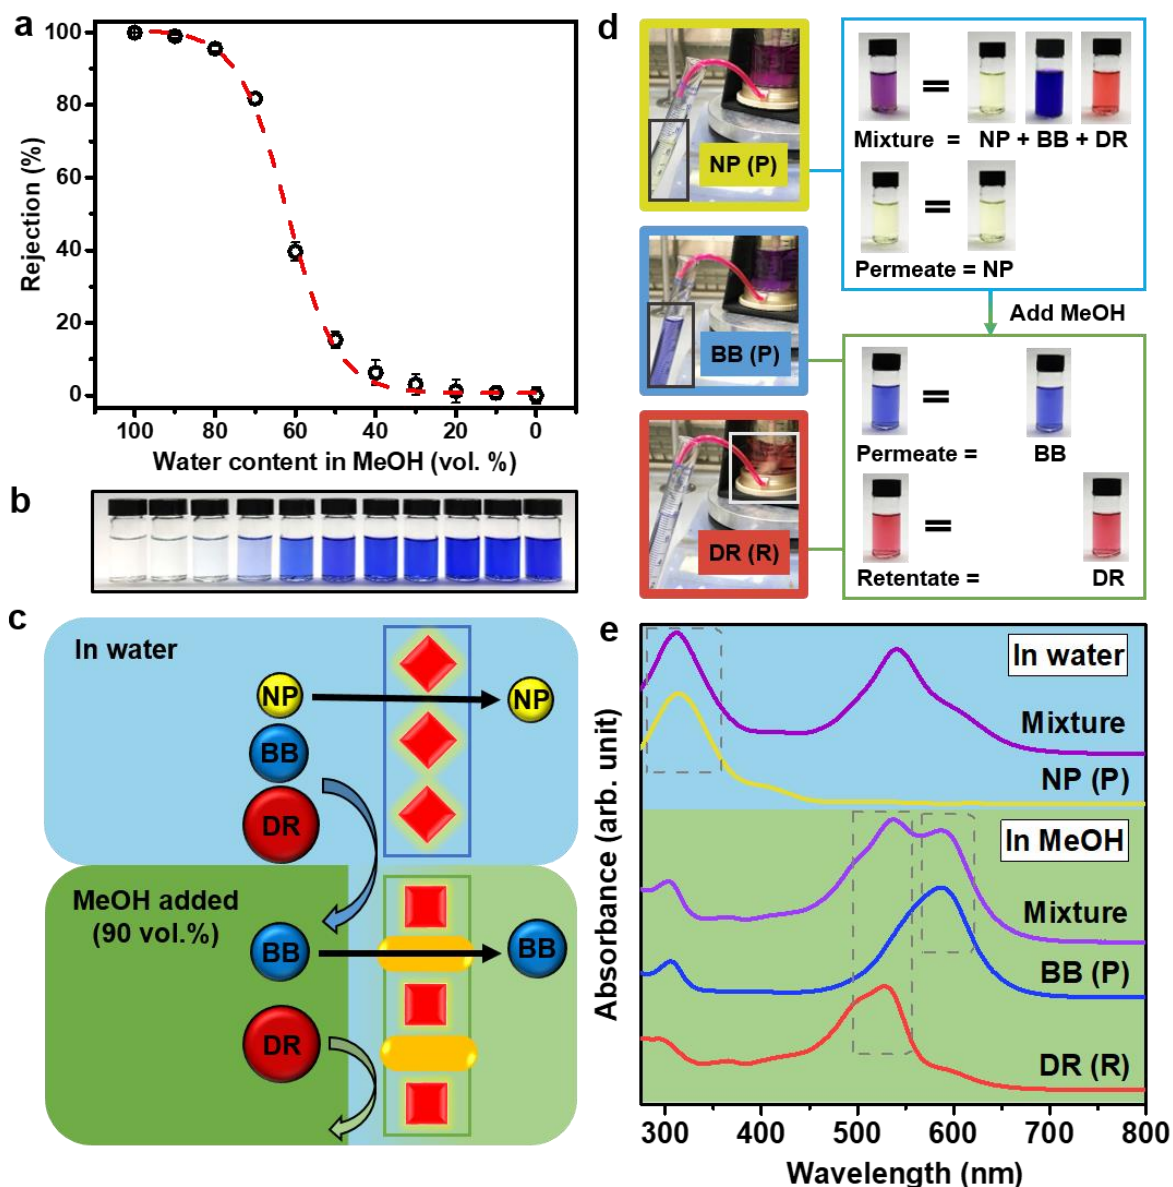 a
100
80
60
40
20
0
Rejection (%)
100 80 60 40 20 0
Water content in MeOH (vol. %)
b
c
In water
NP
NP
BB
DR
MeOH added
(90 vol.%)
BB
BB
DR
d
NP (P)
BB (P)
DR (R)
=
Mixture = NP + BB + DR
=
Permeate = NP
Add MeOH
=
Permeate = BB
=
Retentate = DR
e
In water
Mixture
NP (P)
In MeOH
Mixture
BB (P)
DR (R)
Absorbance (arb. unit)
300 400 500 600 700 800
Wavelength (nm)